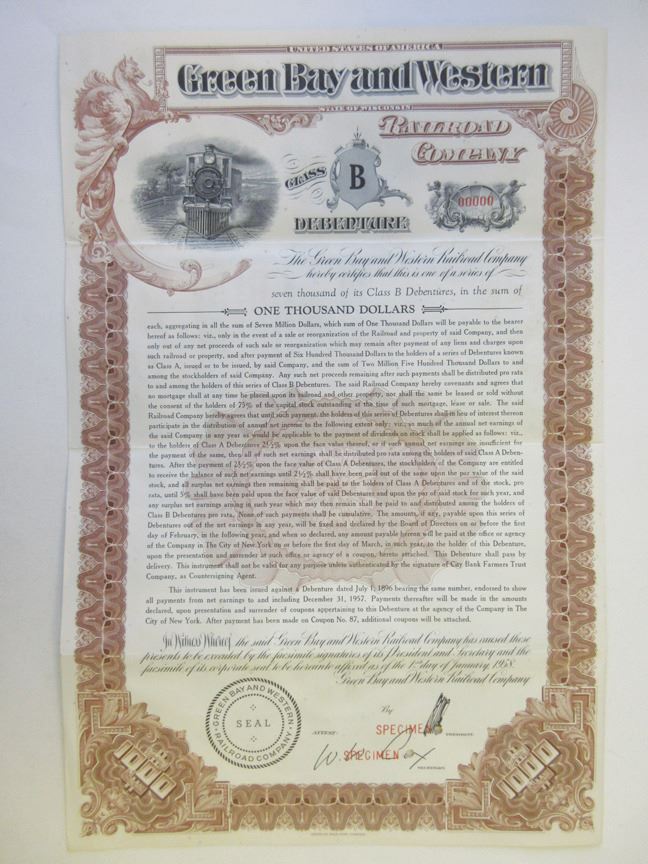 UNITED STATES OF AMERICA
Green Bay and Western
STATE OF WISCONSIN
RAILROAD
COMPANY
CLASS
B
DEBENTURE
00000
The Green Bay and Western Railroad Company
hereby certifies that this is one of a series of
seven thousand of its Class B Debentures, in the sum of
ONE THOUSAND DOLLARS
each, aggregating in all the sum of Seven Million Dollars, which sum of One Thousand Dollars will be payable to the bearer
hereof as follows: viz., only in the event of a sale or reorganization of the Railroad and property of said Company, and then
only out of any net proceeds of such sale or reorganization which may remain after payment of any liens and charges upon
such railroad or property, and after payment of Six Hundred Thousand Dollars to the holders of a series of Debentures known
as Class A, issued or to be issued, by said Company, and the sum of Two Million Five Hundred Thousand Dollars to and
among the stockholders of said Company. Any such net proceeds remaining after such payments shall be distributed pro rata
to and among the holders of this series of Class B Debentures. The said Railroad Company hereby covenants and agrees that
no mortgage shall at any time be placed upon its railroad and other property, nor shall the same be leased or sold without
the consent of the holders of 75% of the capital stock outstanding at the time of such mortgage, lease or sale. The said
Railroad Company hereby agrees that until such payment, the holders of this series of Debentures shall in lieu of interest thereon
participate in the distribution of annual net income to the following extent only: viz.; so much of the annual net earnings of
the said Company in any year as would be applicable to the payment of dividends on stock shall be applied as follows: viz.,
to the holders of Class A Debentures 2½% upon the face value thereof, or if such annual net earnings are insufficient for
the payment of the same, then all of such net earnings shall be distributed pro rata among the holders of said Class A Deben-
tures. After the payment of 2½% upon the face value of Class A Debentures, the stockholders of the Company are entitled
to receive the balance of such net earnings until 2½% shall have been paid out of the same upon the par value of the said
stock, and all surplus net earnings then remaining shall be paid to the holders of Class A Debentures and of the stock, pro
rata, until 5% shall have been paid upon the face value of said Debentures and upon the par of said stock for such year, and
any surplus net earnings arising in such year which may then remain shall be paid to and distributed among the holders of
Class B Debentures pro rata. None of such payments shall be cumulative. The amounts, if any, payable upon this series of
Debentures out of the net earnings in any year, will be fixed and declared by the Board of Directors on or before the first
day of February, in the following year, and when so declared, any amount payable hereon will be paid at the office or agency
of the Company in The City of New York on or before the first day of March, in such year, to the holder of this Debenture,
upon the presentation and surrender at such office or agency of a coupon, hereto attached. This Debenture shall pass by
delivery. This instrument shall not be valid for any purpose unless authenticated by the signature of City Bank Farmers Trust
Company, as Countersigning Agent.
This instrument has been issued against a Debenture dated July 1, 1896 bearing the same number, endorsed to show
all payments from net earnings to and including December 31, 1957. Payments thereafter will be made in the amounts
declared, upon presentation and surrender of coupons appertaining to this Debenture at the agency of the Company in The
City of New York. After payment has been made on Coupon No. 87, additional coupons will be attached.
In Witness Whereof, the said Green Bay and Western Railroad Company has caused these
presents to be executed by the facsimile signatures of its President and Secretary and the
facsimile of its corporate seal to be hereunto affixed as of the 1st day of January, 1958.
Green Bay and Western Railroad Company
GREEN BAY AND WESTERN
SEAL
RAILROAD COMPANY
By
SPECIMEN
PRESIDENT
ATTEST:
W.
SPECIMEN
SECRETARY
1000
1000
AMERICAN BANK NOTE COMPANY